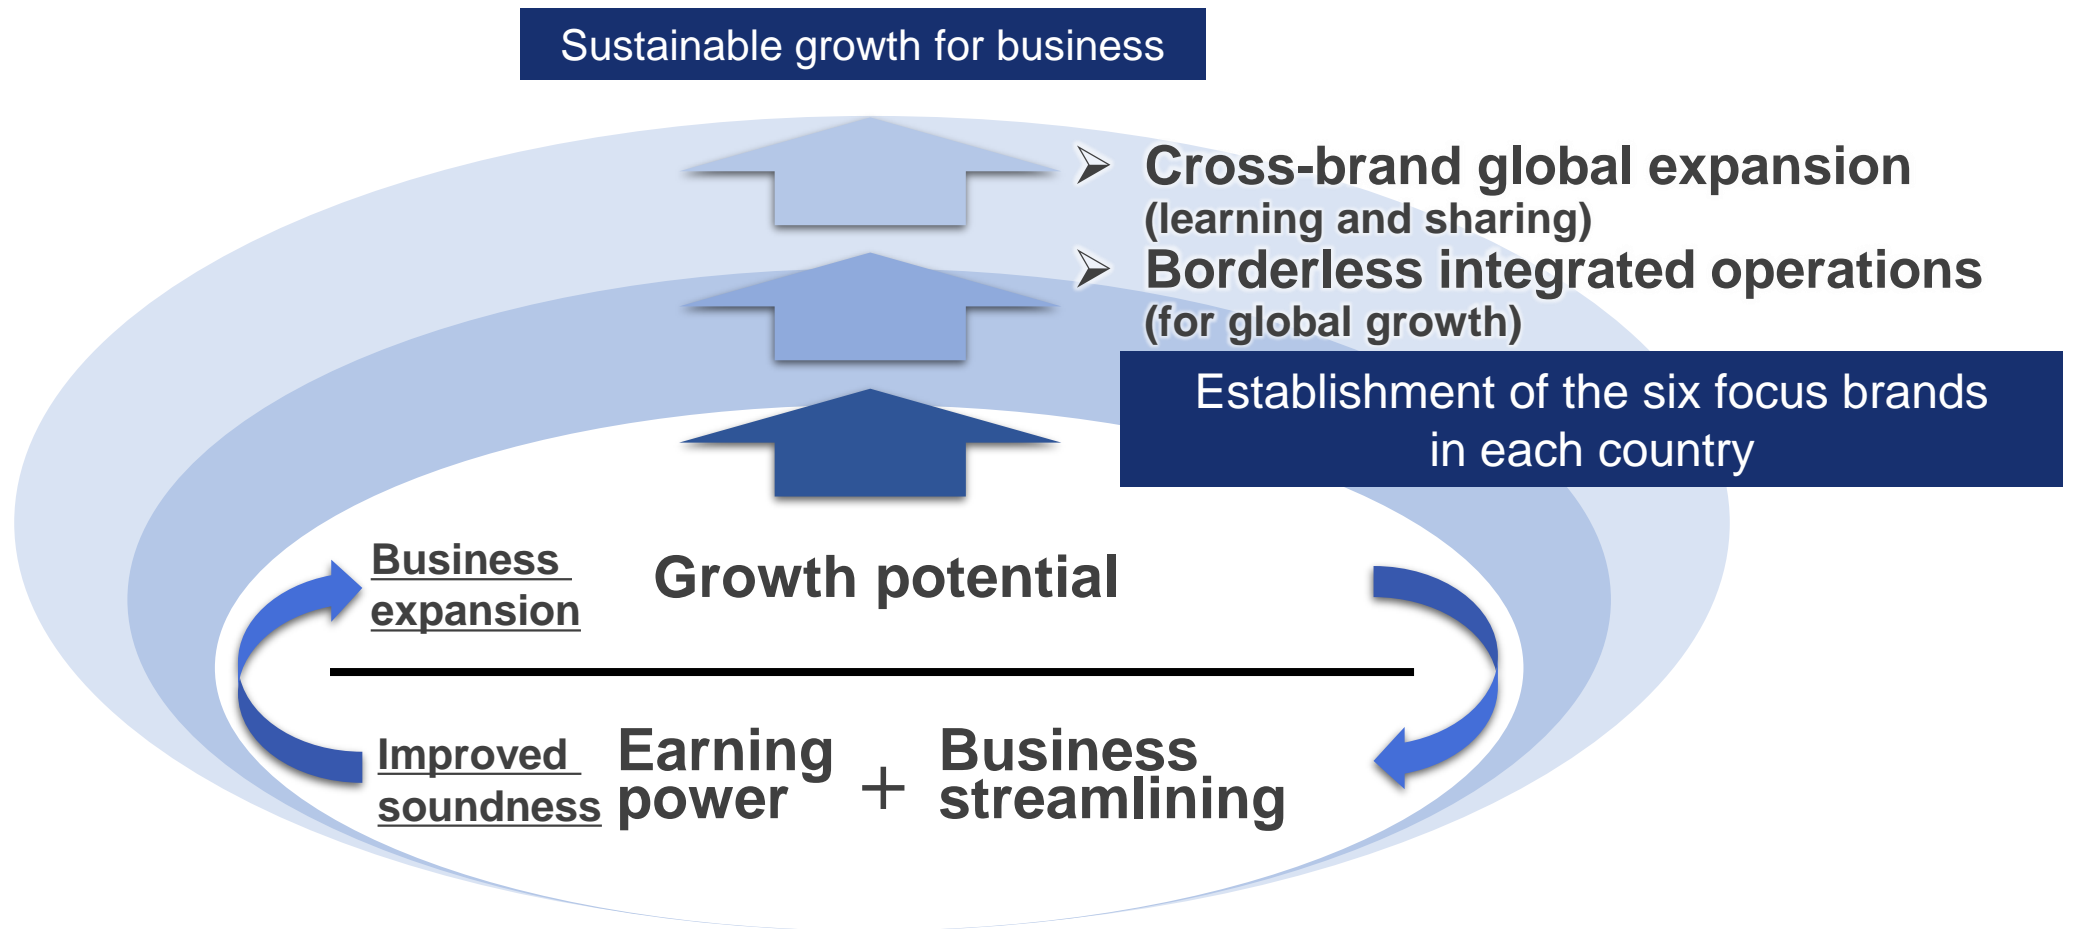 Sustainable growth for business
➢ Cross-brand global expansion
(learning and sharing)
➢ Borderless integrated operations
(for global growth)
Establishment of the six focus brands
in each country
Business
expansion
Growth potential
Improved
soundness
Earning
power
+
Business
streamlining